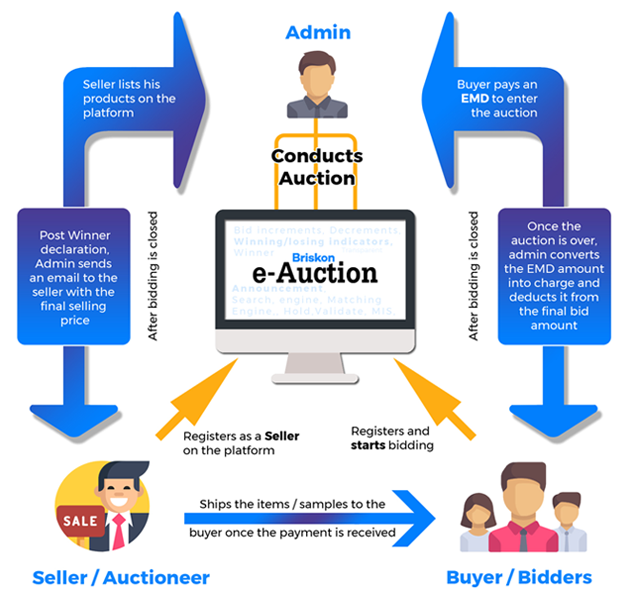 Admin
Seller lists his
products on the
platform
Buyer pays an
EMD to enter
the auction
Conducts
Auction
Post Winner
declaration,
Admin sends
an email to the
seller with the
final selling
price
After bidding is closed
Bid increments, Decrements,
Winning/losing Indicators,
Winner
Briskon
e-Auction
Announcement,
Search, engine, Matching
Engine, Hold Validate, MIS,
After bidding is closed
Once the
auction is over,
admin converts
the EMD amount
into charge and
deducts it from
the final bid
amount
Registers as a Seller
on the platform
Registers and
starts bidding
SALE
Ships the items / samples to the
buyer once the payment is received
Seller / Auctioneer
Buyer / Bidders